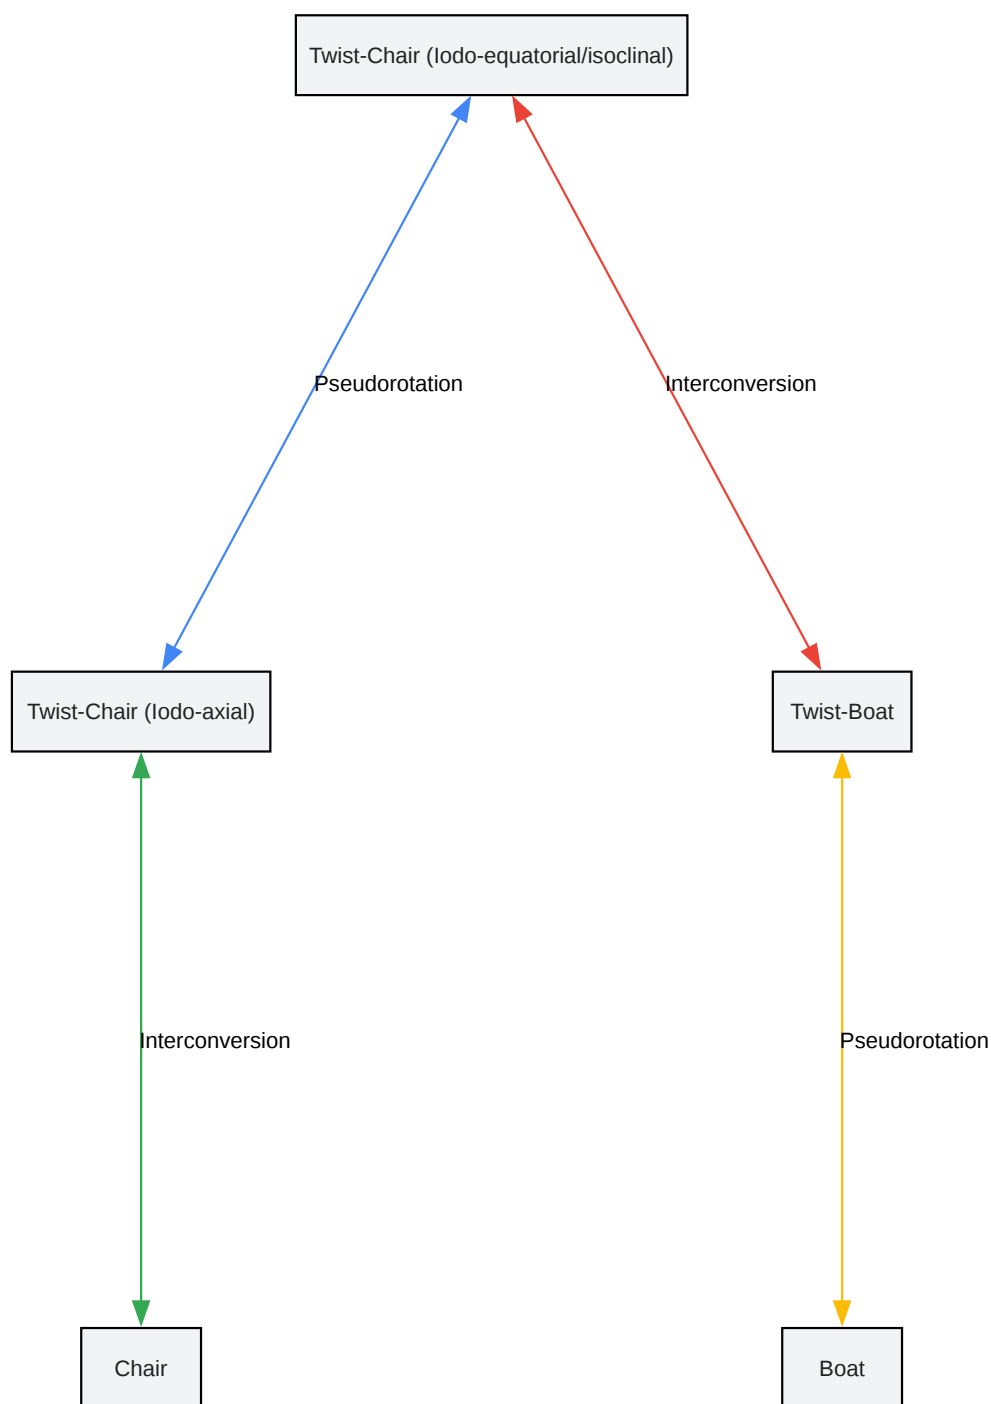 Twist-Chair (Iodo-equatorial/isoclinal)
Pseudorotation
Interconversion
Twist-Chair (Iodo-axial)
Twist-Boat
Interconversion
Pseudorotation
Chair
Boat